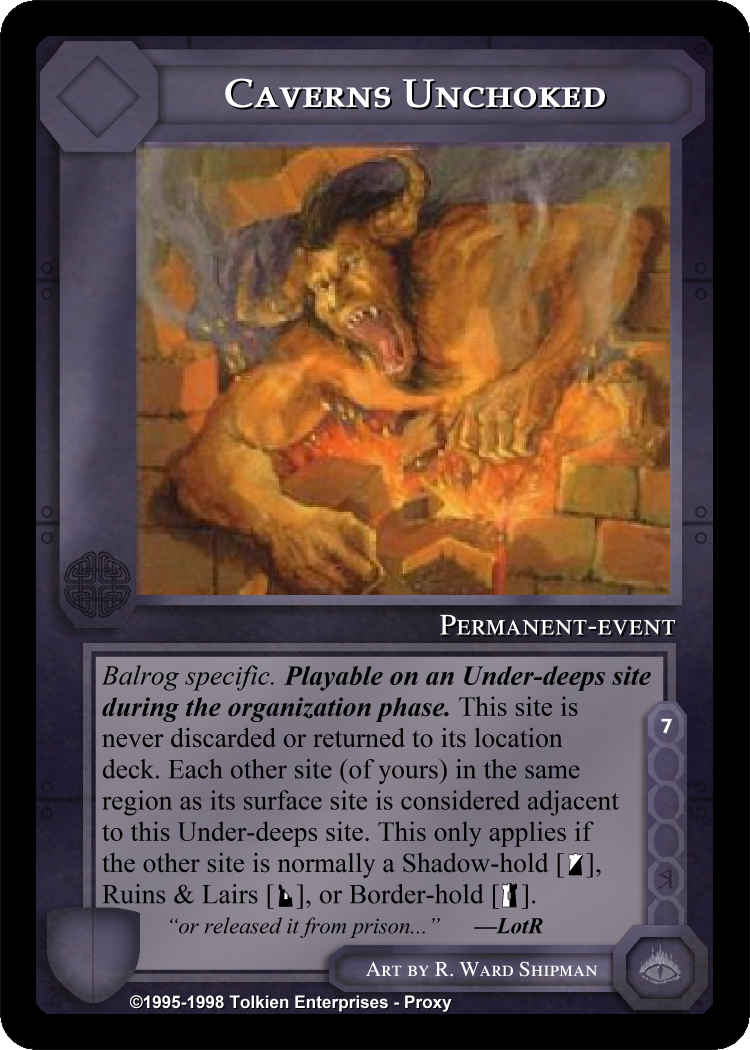 Caverns Unchoked
Permanent-event
Balrog specific. Playable on an Under-deeps site
during the organization phase. This site is
never discarded or returned to its location
deck. Each other site (of yours) in the same
region as its surface site is considered adjacent
to this Under-deeps site. This only applies if
the other site is normally a Shadow-hold [ ],
Ruins & Lairs [ ], or Border-hold [ ].
7
R
“or released it from prison...” —LotR
Art by R. Ward Shipman
©1995-1998 Tolkien Enterprises - Proxy